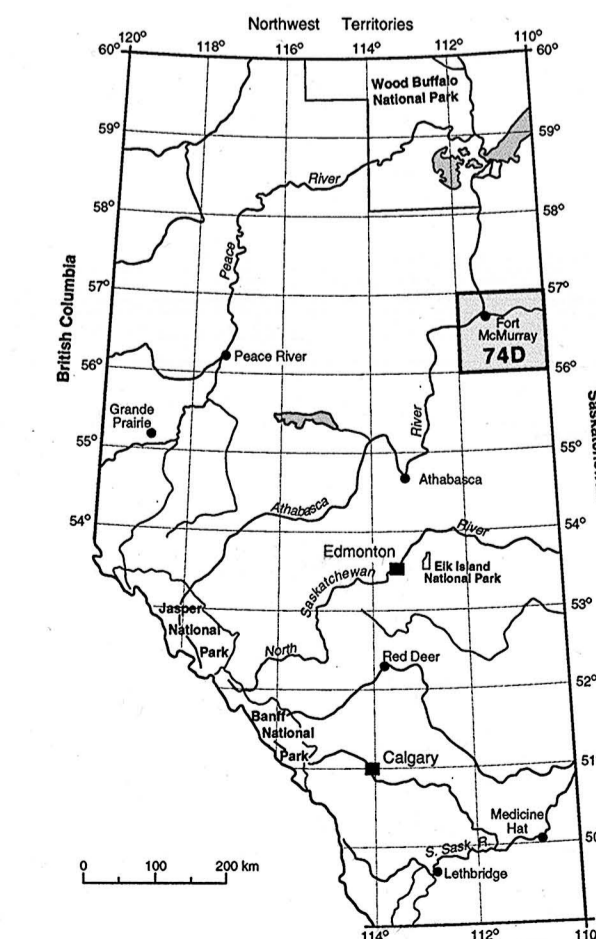 Northwest Territories
60° 120° 118° 116° 114° 112° 110° 60°
Wood Buffalo
National Park
59° 59°
River
58° 58°
Peace
57° 57°
British Columbia
Fort
McMurray
74D
Peace River
56° 56°
Grande
Prairie
River
55° 55°
Athabasca
Athabasca
54° 54°
River
Edmonton
Elk Island
National Park
Saskatchewan
53°
Jasper
National
Park
North
Red Deer
52°
Banff
National
Park
Calgary
51
Medicine
Hat
50
S. Sask. R.
Lethbridge
0 100 200 km
114° 112° 110